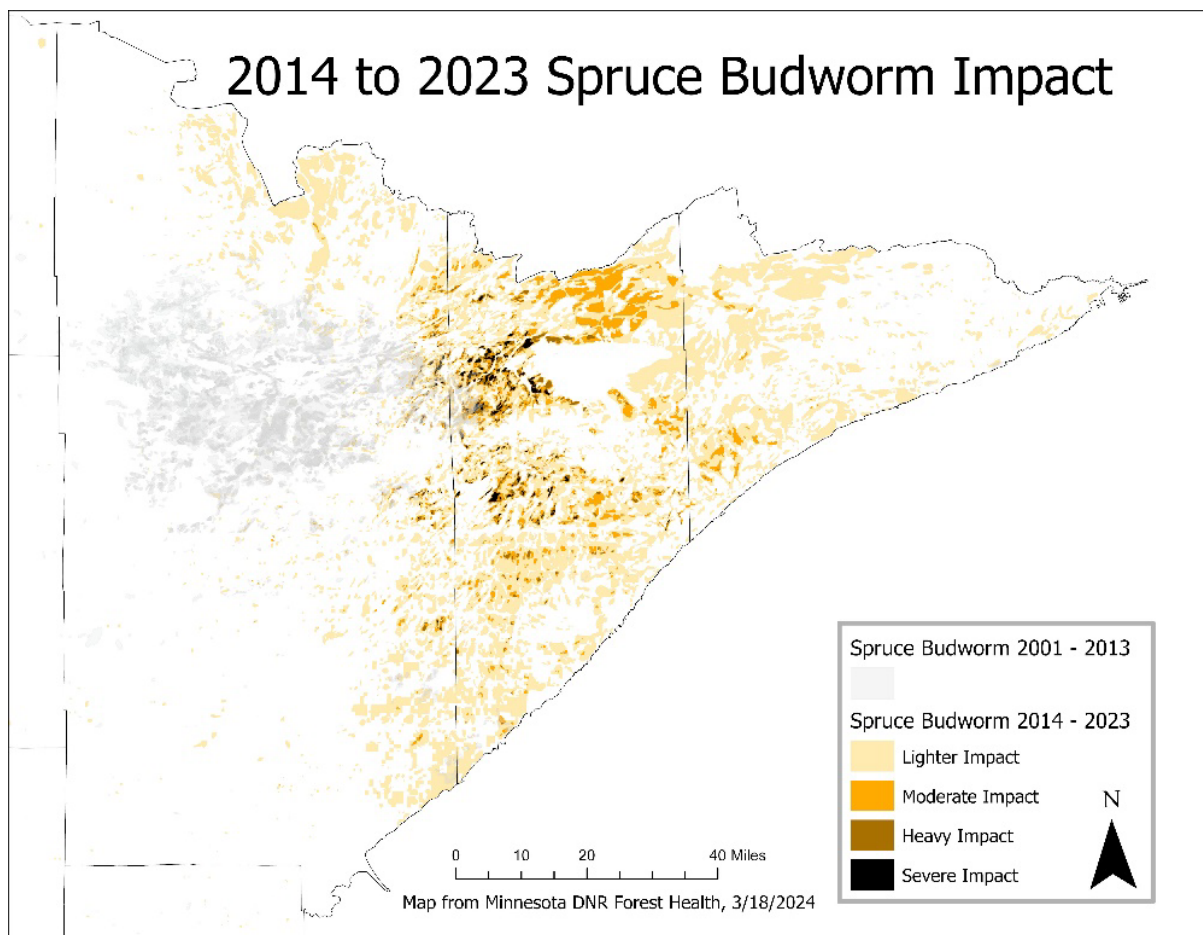 2014 to 2023 Spruce Budworm Impact
Spruce Budworm 2001 - 2013
Spruce Budworm 2014 - 2023
Lighter Impact
Moderate Impact
Heavy Impact
Severe Impact
N
0 10 20 40 Miles
Map from Minnesota DNR Forest Health, 3/18/2024